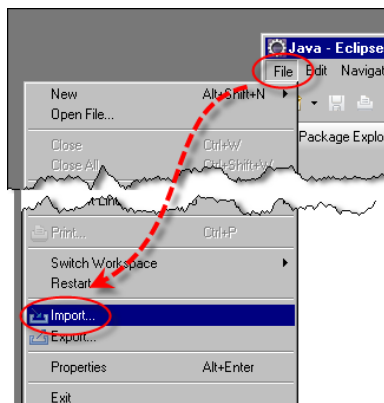 Java - Eclipse
File Edit Navigat
New Alt+Shift+N
Open File...
Package Explo
Close Ctrl+W
Close All Ctrl+Shift+W
Print... Ctrl+P
Switch Workspace
Restart
Import...
Export...
Properties Alt+Enter
Exit